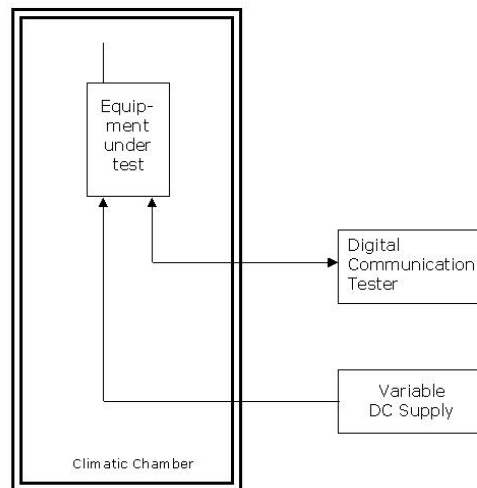 Equip-
ment
under
test
Digital
Communication
Tester
Variable
DC Supply
Climatic Chamber